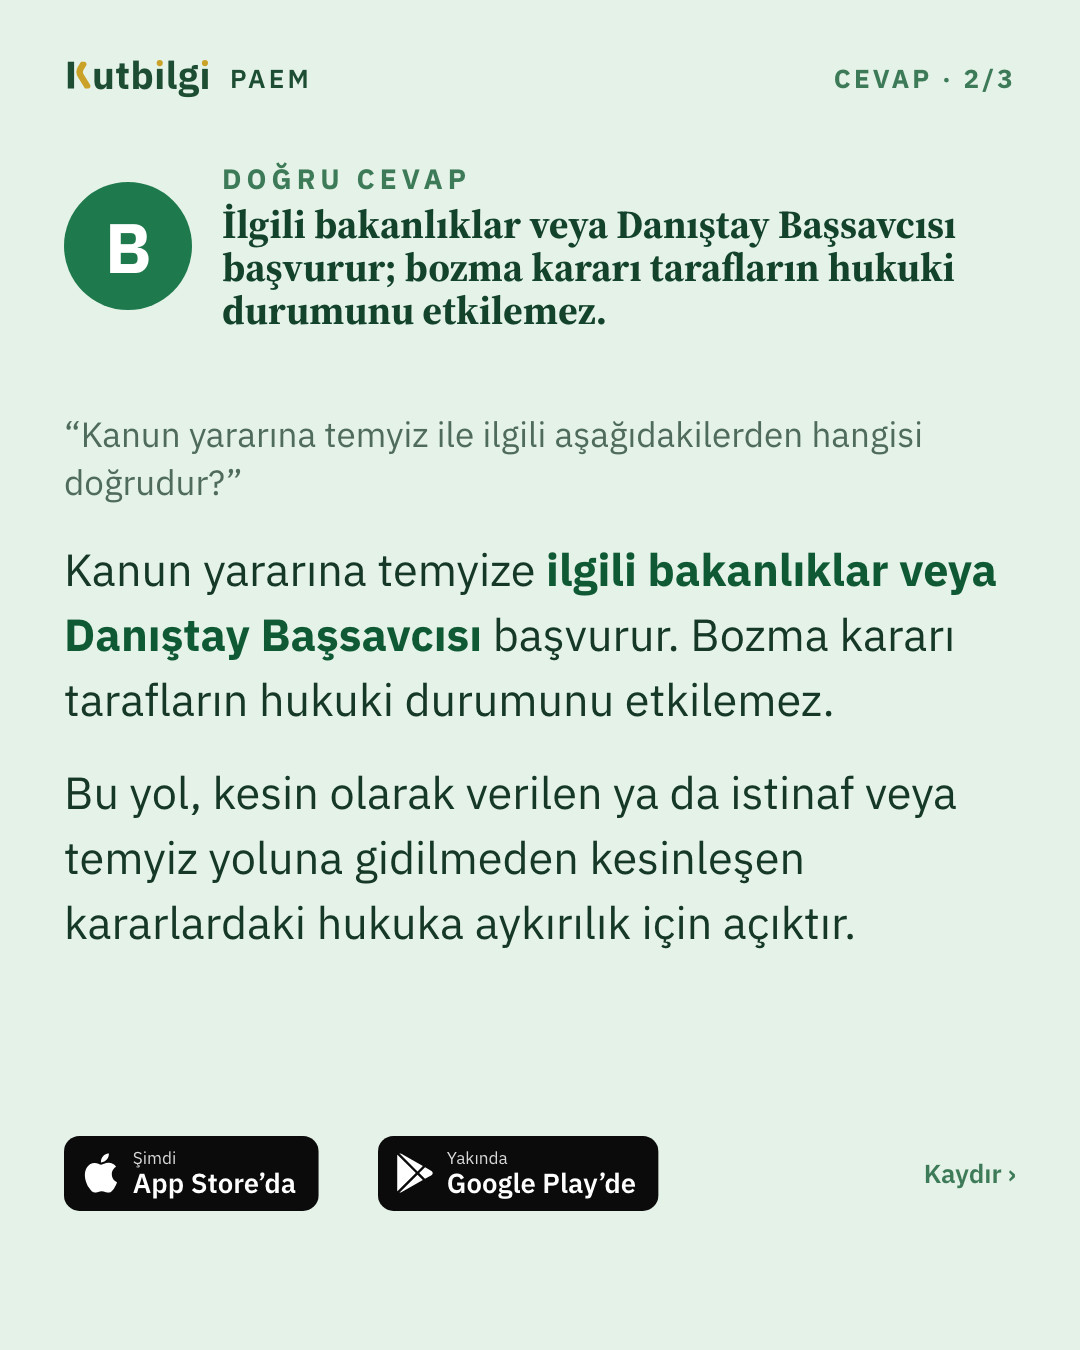 Kutbilgi PAEM
CEVAP · 2/3
B
DOĞRU CEVAP
İlgili bakanlıklar veya Danıştay Başsavcısı
başvurur; bozma kararı tarafların hukuki
durumunu etkilemez.
“Kanun yararına temyiz ile ilgili aşağıdakilerden hangisi
doğrudur?”
Kanun yararına temyize ilgili bakanlıklar veya
Danıştay Başsavcısı başvurur. Bozma kararı
tarafların hukuki durumunu etkilemez.
Bu yol, kesin olarak verilen ya da istinaf veya
temyiz yoluna gidilmeden kesinleşen
kararlardaki hukuka aykırılık için açıktır.
Şimdi
App Store’da
Yakında
Google Play’de
Kaydır ›